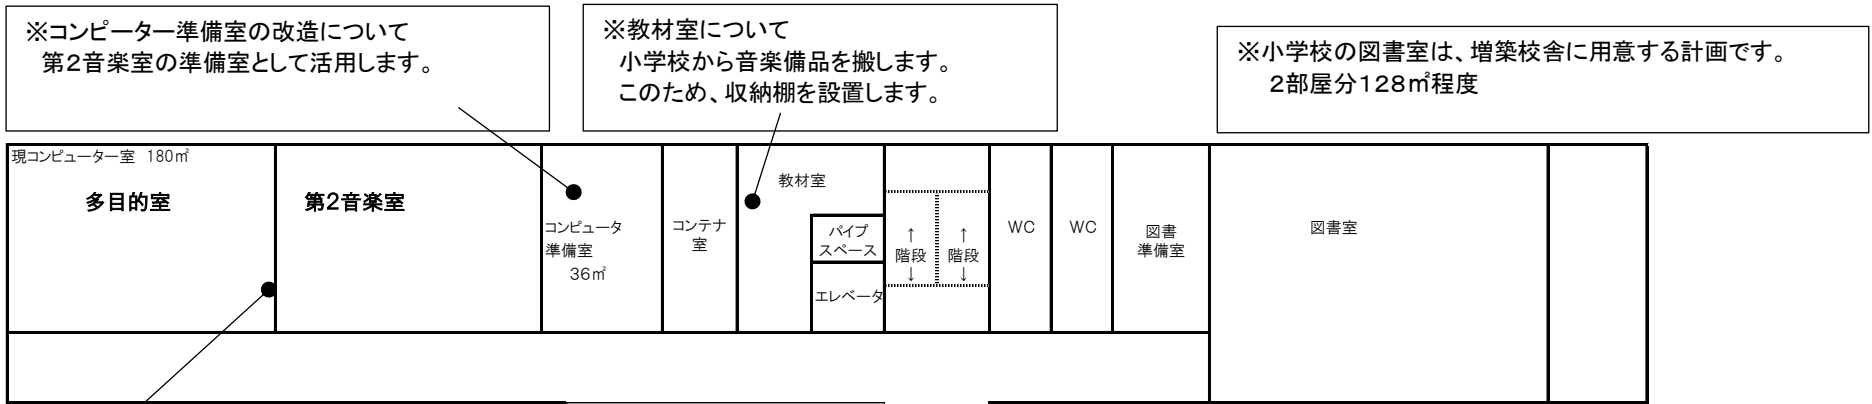 ※コンピーター準備室の改造について
第2音楽室の準備室として活用します。
※教材室について
小学校から音楽備品を搬します。
このため、収納棚を設置します。
※小学校の図書室は、増築校舎に用意する計画です。
2部屋分128㎡程度
現コンピューター室 180㎡
多目的室
第2音楽室
コンピュータ
準備室
36㎡
コンテナ
室
教材室
パイプ
スペース
エレベータ
↑
階段
↓
↑
階段
↓
WC
WC
図書
準備室
図書室